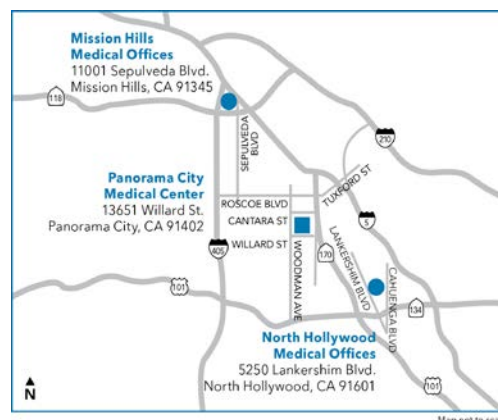 Mission Hills
Medical Offices
11001 Sepulveda Blvd.
Mission Hills, CA 91345
118
210
SEPULVEDA
BLVD
TUXFORD ST
Panorama City
Medical Center
13651 Willard St.
Panorama City, CA 91402
ROSCOE BLVD
CANTARA ST
WILLARD ST
5
405
170
WOODMAN AVE
LANKERSHIM BLVD
CAHUENGA BLVD
101
134
North Hollywood
Medical Offices
5250 Lankershim Blvd.
North Hollywood, CA 91601
101
N